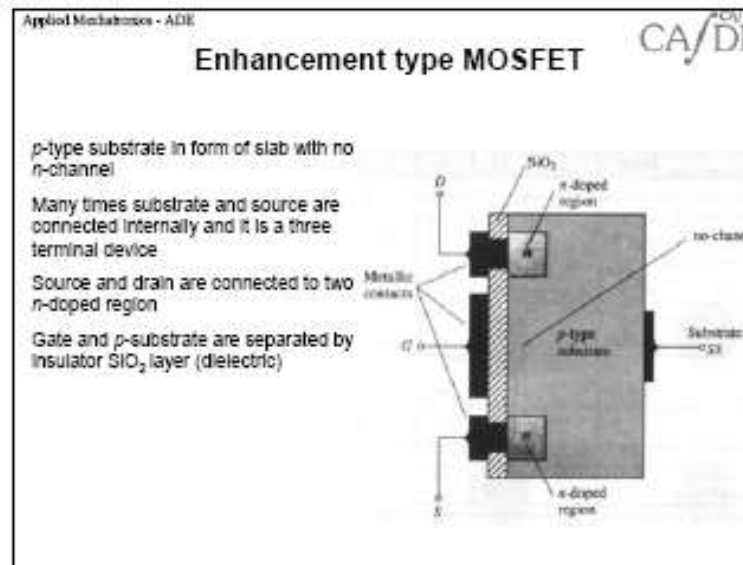 Applied Mechatronics - ADE
Enhancement type MOSFET
p-type substrate in form of slab with no
n-channel
Many times substrate and source are
connected internally and it is a three
terminal device
Source and drain are connected to two
n-doped region
Gate and p-substrate are separated by
insulator SiO₂ layer (dielectric)
SiO₂
D
n-doped
region
no-chann
Metallic
contacts
G
p-type
substrate
Substrate
SS
n-doped
region
S